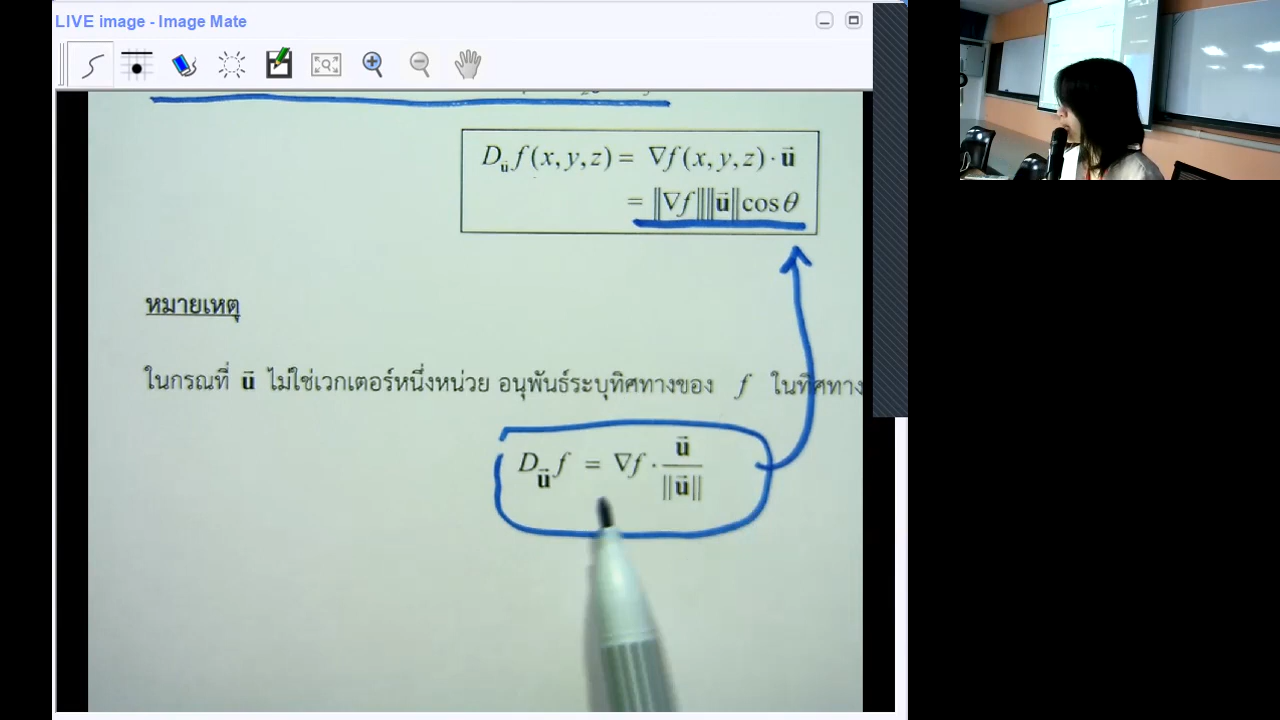 LIVE image - Image Mate
D_u⃗ f(x, y, z) = ∇f(x, y, z) · u⃗
= ‖∇f‖‖u⃗‖ cos θ
หมายเหตุ
ในกรณที่ u⃗ ไม่ใช่เวกเตอร์หนึ่งหน่วย อนุพันธ์ระบุทิศทางของ f ในทิศทาง
D_u⃗ f = ∇f · u⃗ / ‖u⃗‖